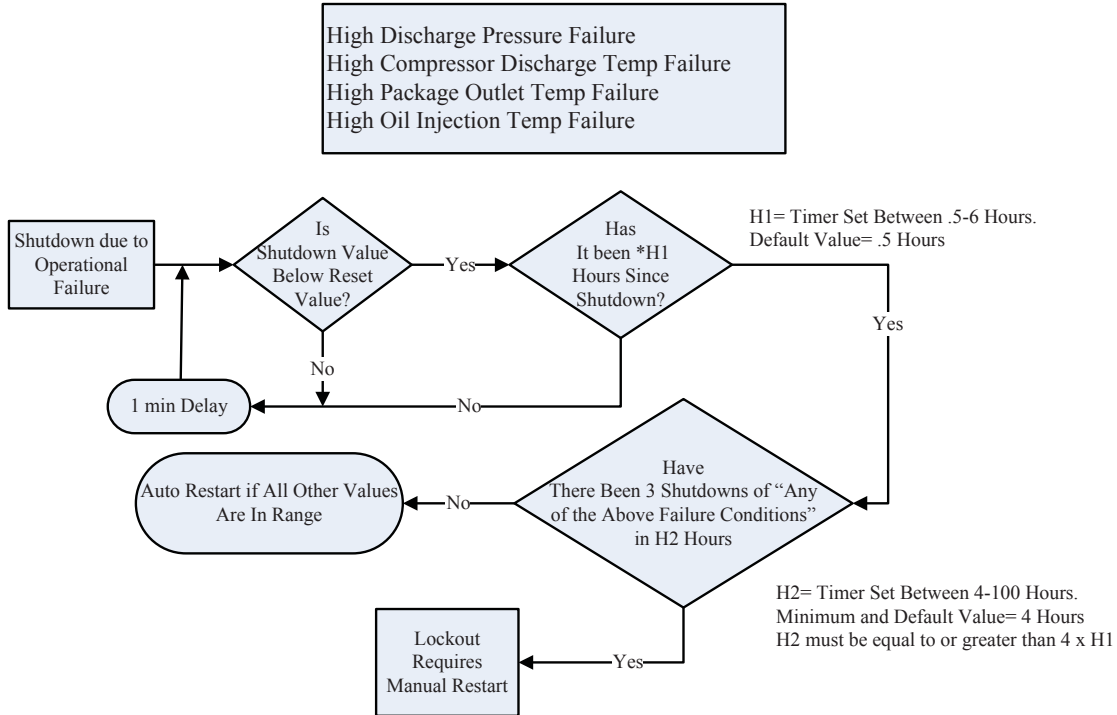 High Discharge Pressure Failure
High Compressor Discharge Temp Failure
High Package Outlet Temp Failure
High Oil Injection Temp Failure
Shutdown due to
Operational
Failure
Is
Shutdown Value
Below Reset
Value?
Yes
Has
It been *H1
Hours Since
Shutdown?
H1= Timer Set Between .5-6 Hours.
Default Value= .5 Hours
Yes
No
1 min Delay
No
Auto Restart if All Other Values
Are In Range
No
Have
There Been 3 Shutdowns of “Any
of the Above Failure Conditions”
in H2 Hours
H2= Timer Set Between 4-100 Hours.
Minimum and Default Value= 4 Hours
H2 must be equal to or greater than 4 x H1
Lockout
Requires
Manual Restart
Yes